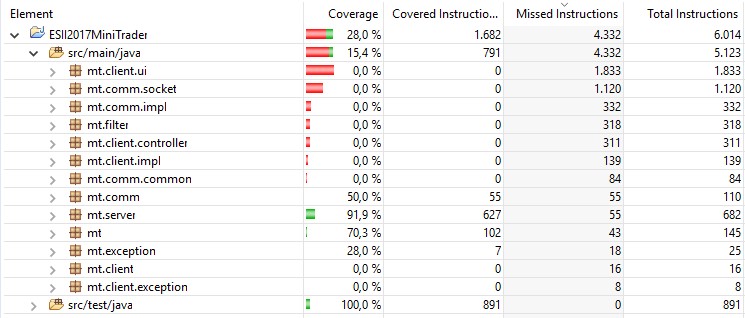 Element Coverage Covered Instructio... Missed Instructions Total Instructions
ESII2017MiniTrader 28,0 % 1.682 4.332 6.014
src/main/java 15,4 % 791 4.332 5.123
mt.client.ui 0,0 % 0 1.833 1.833
mt.comm.socket 0,0 % 0 1.120 1.120
mt.comm.impl 0,0 % 0 332 332
mt.filter 0,0 % 0 318 318
mt.client.controller 0,0 % 0 311 311
mt.client.impl 0,0 % 0 139 139
mt.comm.common 0,0 % 0 84 84
mt.comm 50,0 % 55 55 110
mt.server 91,9 % 627 55 682
mt 70,3 % 102 43 145
mt.exception 28,0 % 7 18 25
mt.client 0,0 % 0 16 16
mt.client.exception 0,0 % 0 8 8
src/test/java 100,0 % 891 0 891